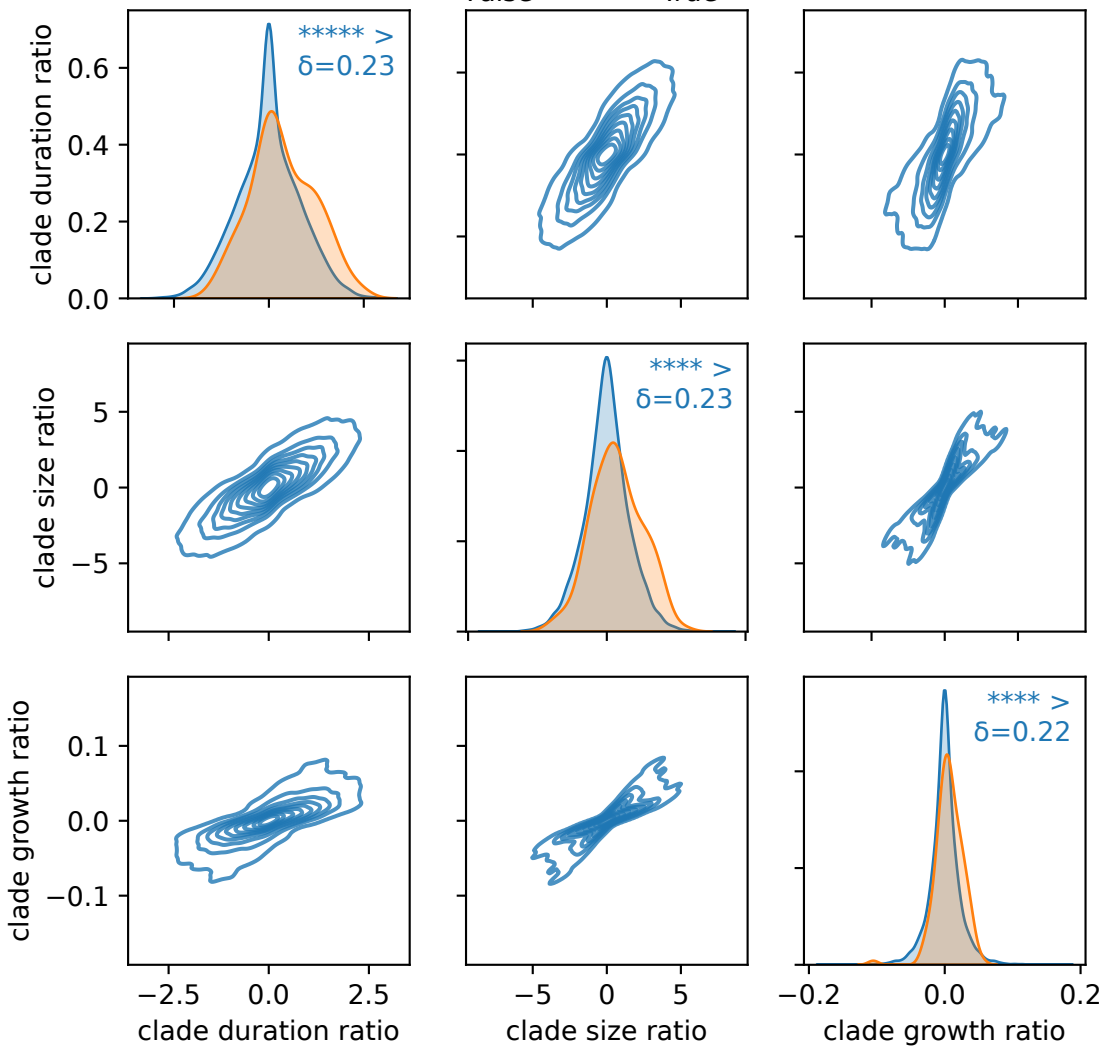 ***** >
δ=0.23
clade duration ratio
0.6
0.4
0.2
0.0
**** >
δ=0.23
clade size ratio
5
0
−5
**** >
δ=0.22
clade growth ratio
0.1
0.0
−0.1
−2.5 0.0 2.5 −5 0 5 −0.2 0.0 0.2
clade duration ratio clade size ratio clade growth ratio